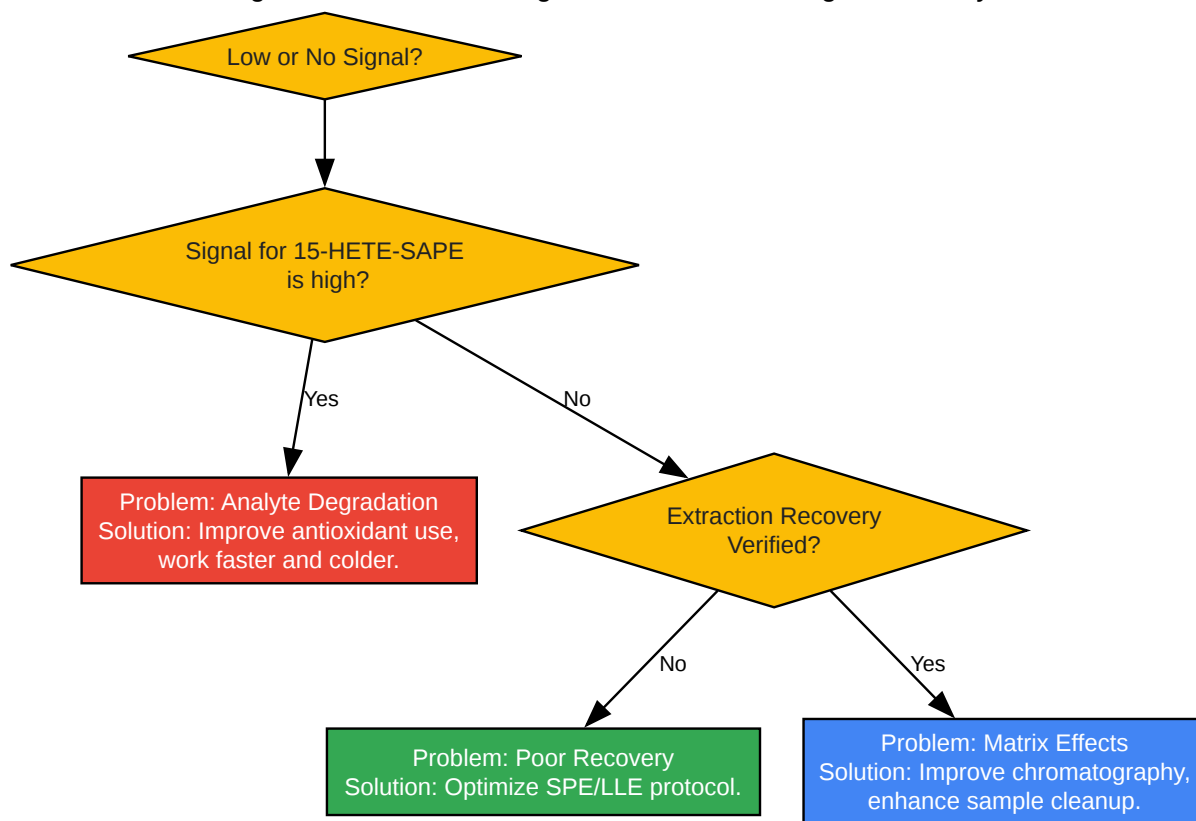 Low or No Signal?
Signal for 15-HETE-SAPE
is high?
Yes
No
Extraction Recovery
Verified?
Problem: Analyte Degradation
Solution: Improve antioxidant use,
work faster and colder.
No
Yes
Problem: Poor Recovery
Solution: Optimize SPE/LLE protocol.
Problem: Matrix Effects
Solution: Improve chromatography,
enhance sample cleanup.